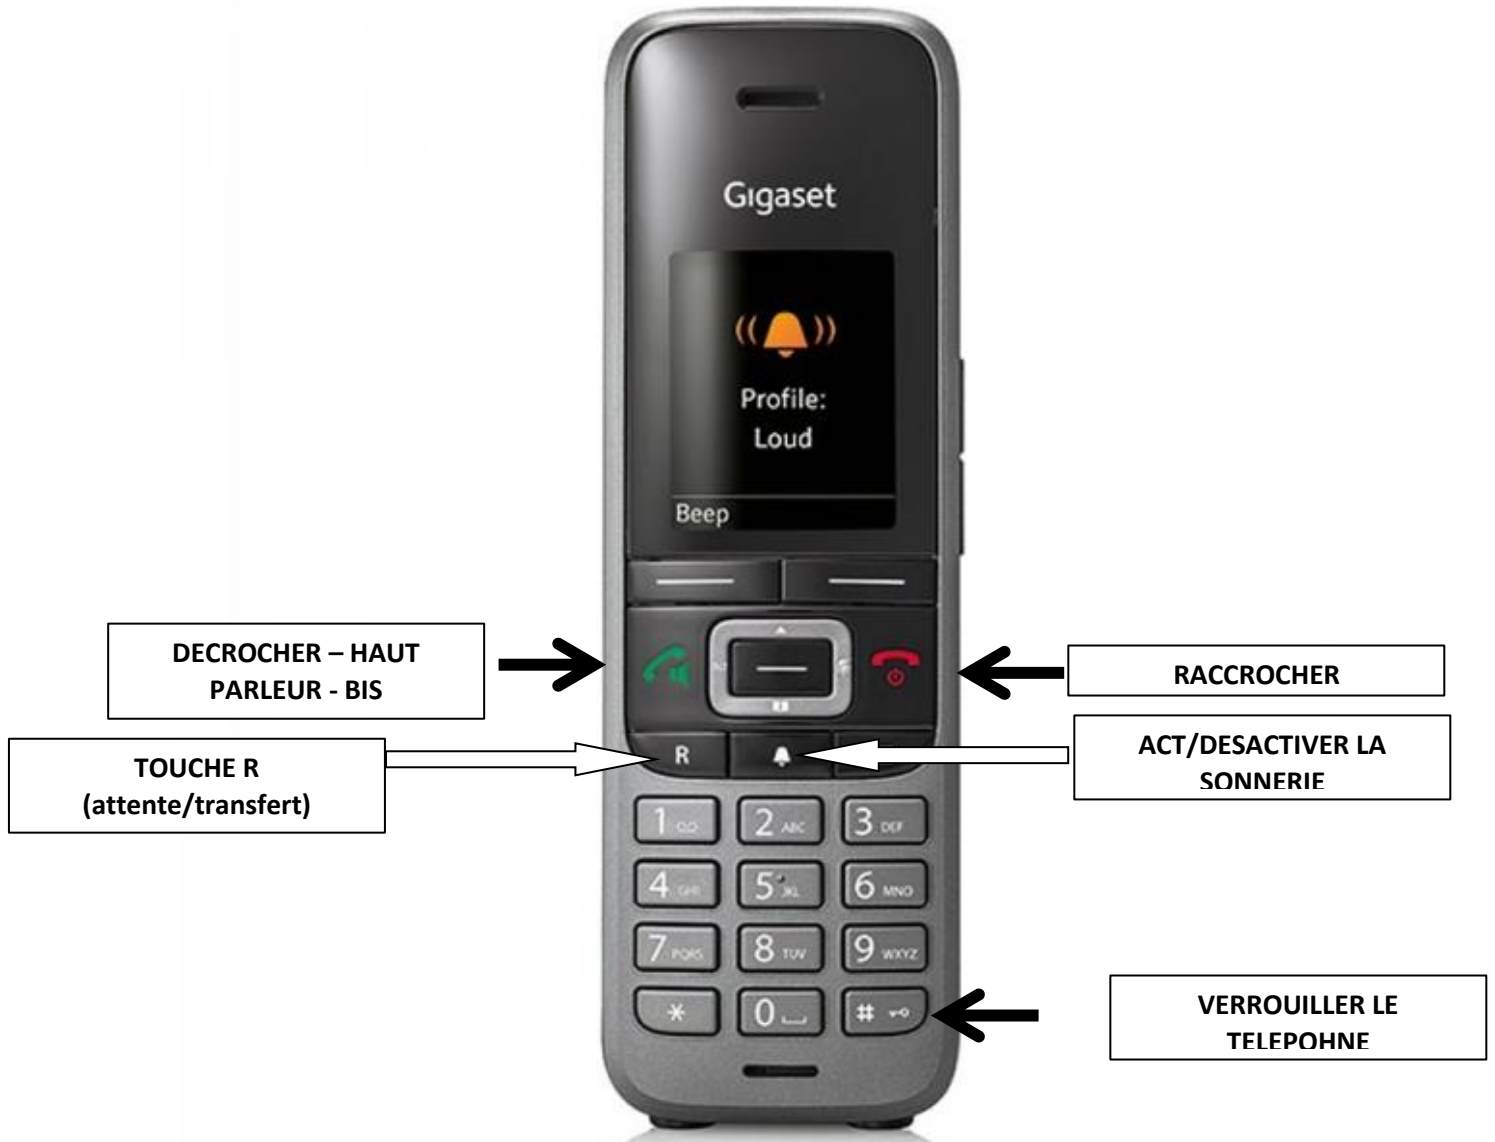 Gigaset
Profile:
Loud
Beep
DECROCHER – HAUT
PARLEUR - BIS
RACCROCHER
TOUCHE R
(attente/transfert)
ACT/DESACTIVER LA
SONNERIE
R
1
2 ABC
3 DEF
4 GHI
5 JKL
6 MNO
7 PQRS
8 TUV
9 WXYZ
* 0 #
VERROUILLER LE
TELEPOHNE